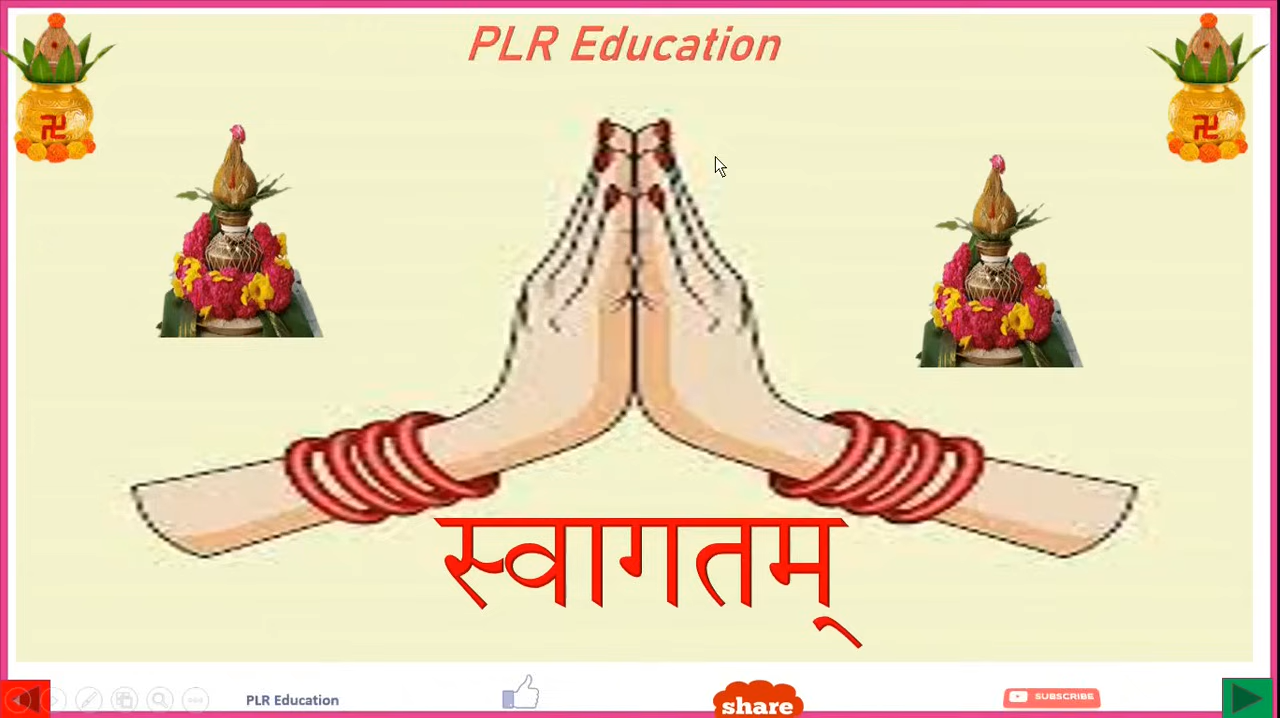 PLR Education
स्वागतम्
PLR Education
share
SUBSCRIBE